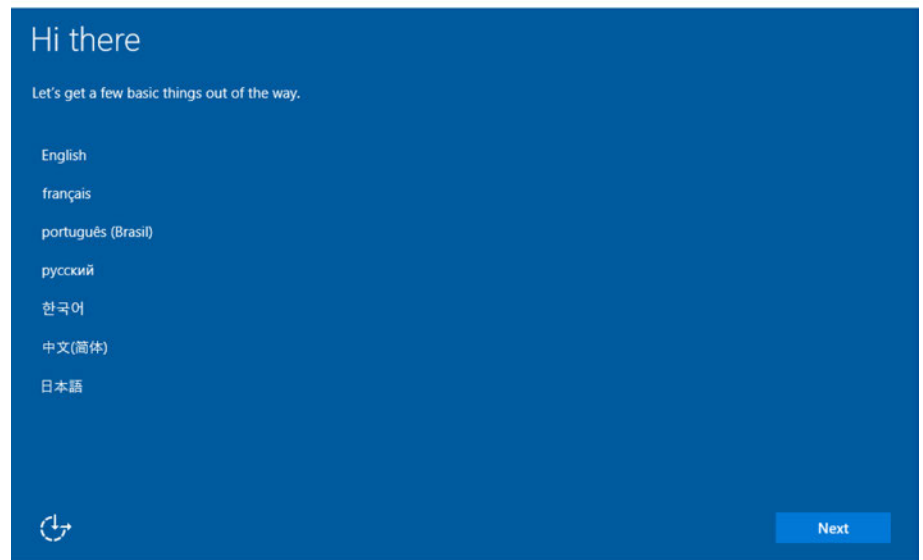 Hi there
Let's get a few basic things out of the way.
English
français
português (Brasil)
русский
한국어
中文(简体)
日本語
Next